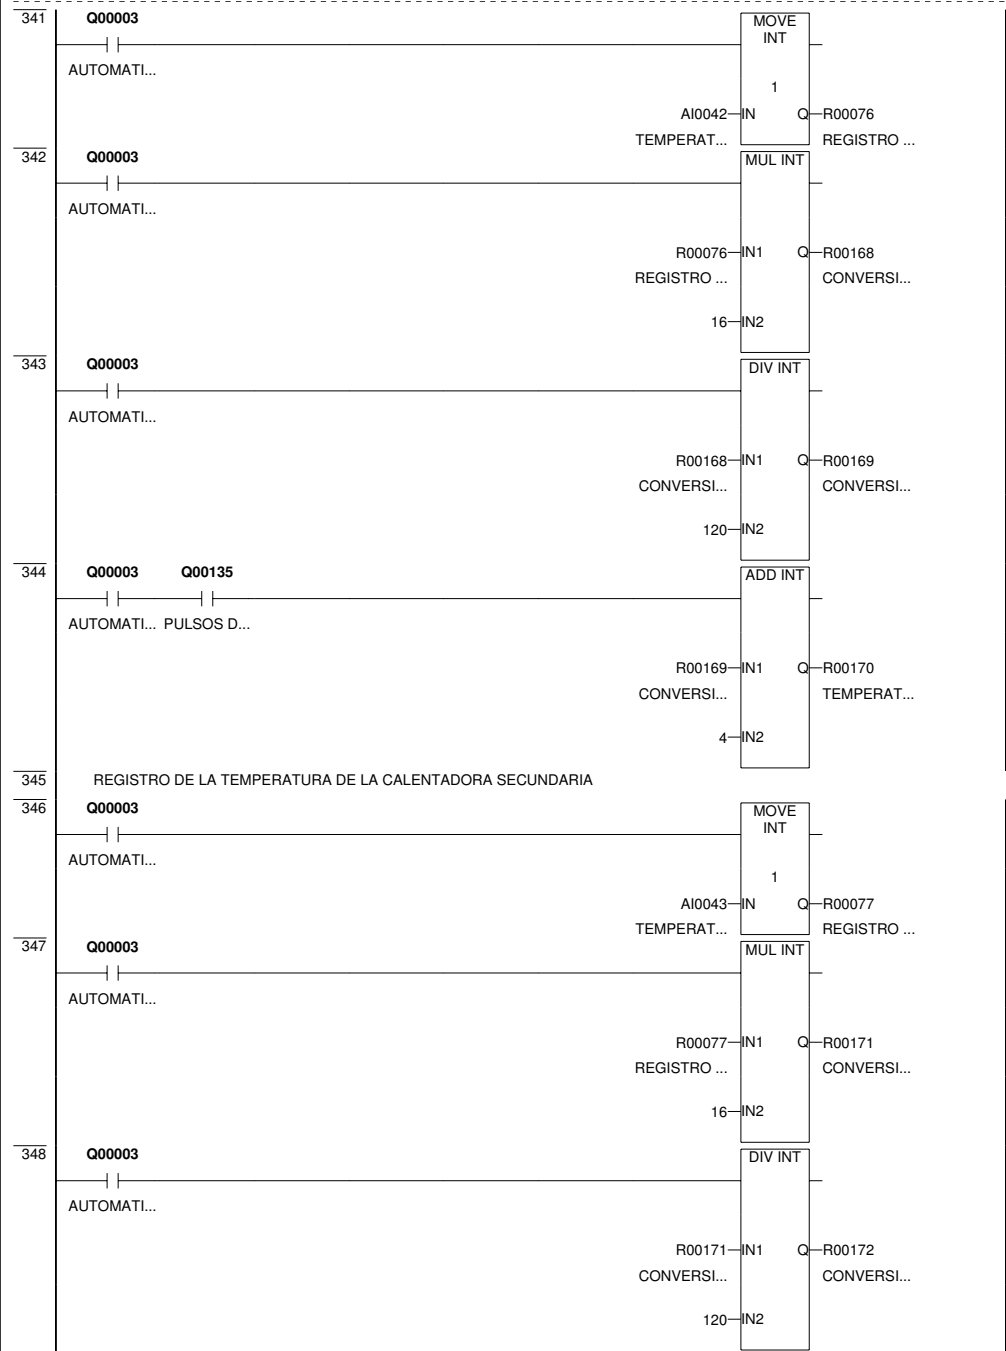 341 Q00003 MOVE
INT
AUTOMATI...
1
AI0042 IN Q R00076
TEMPERAT... REGISTRO ...
342 Q00003 MUL INT
AUTOMATI...
R00076 IN1 Q R00168
REGISTRO ... CONVERSI...
16 IN2
343 Q00003 DIV INT
AUTOMATI...
R00168 IN1 Q R00169
CONVERSI... CONVERSI...
120 IN2
344 Q00003 Q00135 ADD INT
AUTOMATI... PULSOS D...
R00169 IN1 Q R00170
CONVERSI... TEMPERAT...
4 IN2
345 REGISTRO DE LA TEMPERATURA DE LA CALENTADORA SECUNDARIA
346 Q00003 MOVE
INT
AUTOMATI...
1
AI0043 IN Q R00077
TEMPERAT... REGISTRO ...
347 Q00003 MUL INT
AUTOMATI...
R00077 IN1 Q R00171
REGISTRO ... CONVERSI...
16 IN2
348 Q00003 DIV INT
AUTOMATI...
R00171 IN1 Q R00172
CONVERSI... CONVERSI...
120 IN2